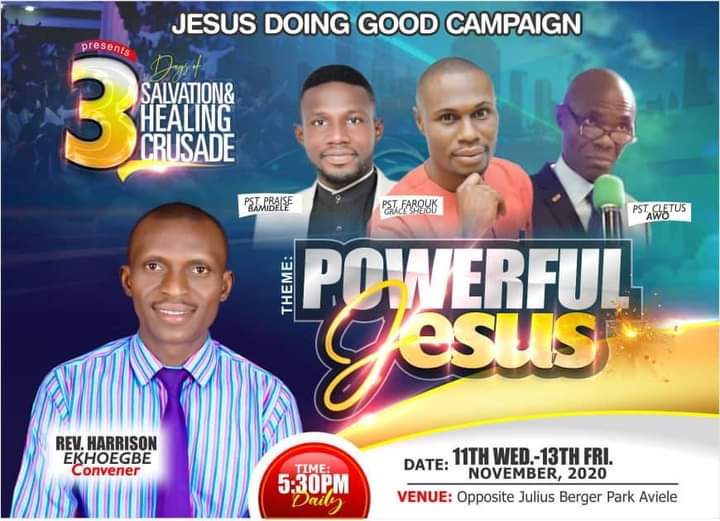 JESUS DOING GOOD CAMPAIGN
presents
3 Days of
SALVATION&
HEALING
CRUSADE
PST. PRAISE
BAMIDELE
PST. FAROUK
GRACE SHEIDU
PST. CLETUS
AWO
THEME:
POWERFUL
Jesus
REV. HARRISON
EKHOEGBE
Convener
TIME:
5:30PM
Daily
DATE: 11TH WED.-13TH FRI.
NOVEMBER, 2020
VENUE: Opposite Julius Berger Park Aviele